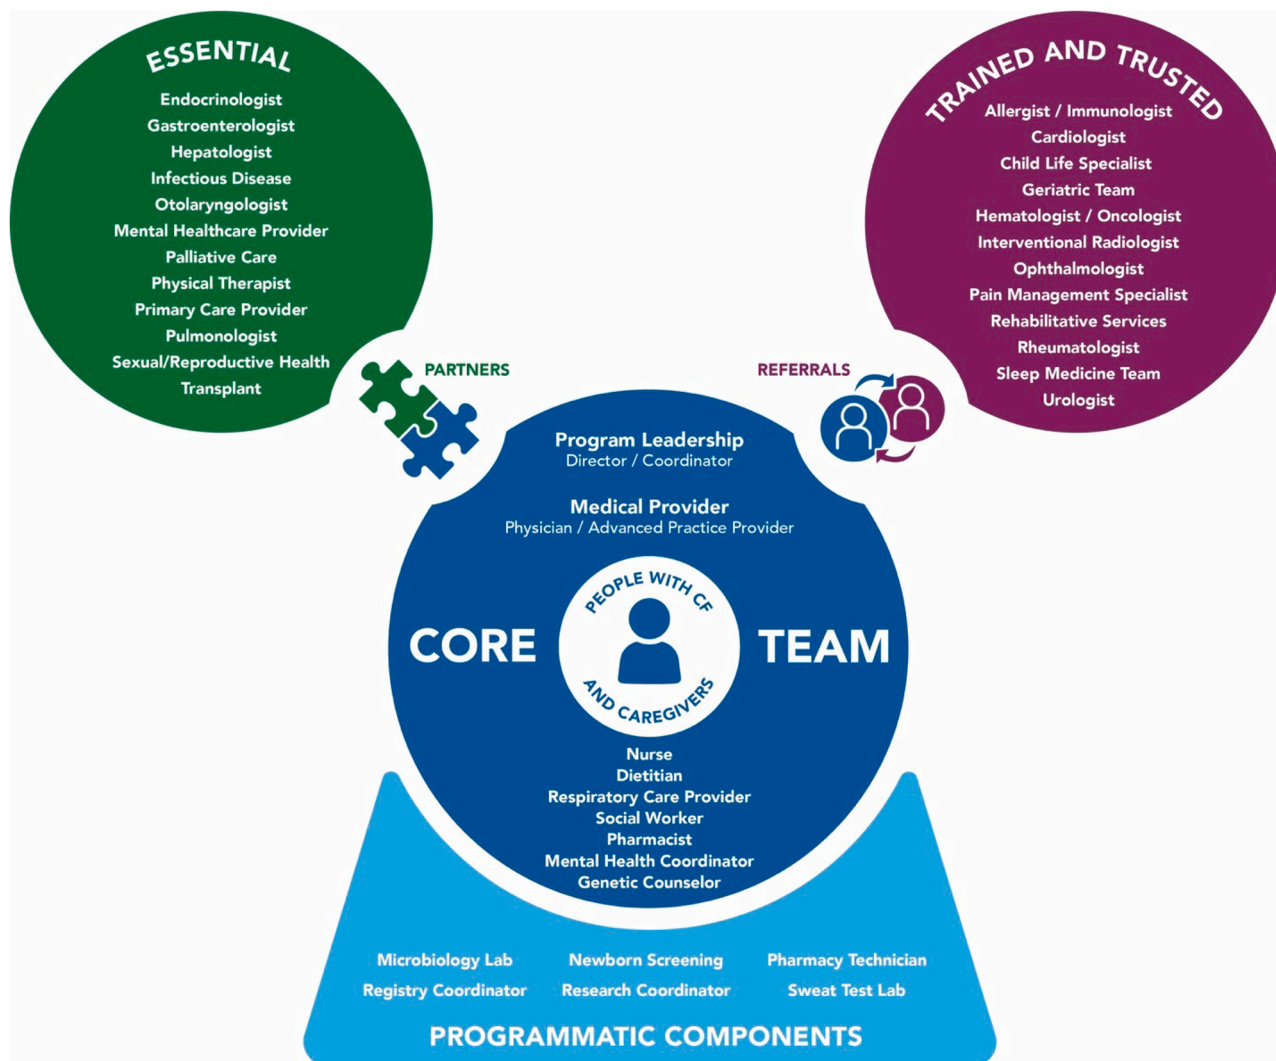 ESSENTIAL
Endocrinologist
Gastroenterologist
Hepatologist
Infectious Disease
Otolaryngologist
Mental Healthcare Provider
Palliative Care
Physical Therapist
Primary Care Provider
Pulmonologist
Sexual/Reproductive Health
Transplant
PARTNERS
TRAINED AND TRUSTED
Allergist / Immunologist
Cardiologist
Child Life Specialist
Geriatric Team
Hematologist / Oncologist
Interventional Radiologist
Ophthalmologist
Pain Management Specialist
Rehabilitative Services
Rheumatologist
Sleep Medicine Team
Urologist
REFERRALS
Program Leadership
Director / Coordinator
Medical Provider
Physician / Advanced Practice Provider
PEOPLE WITH CF
CORE TEAM
AND CAREGIVERS
Nurse
Dietitian
Respiratory Care Provider
Social Worker
Pharmacist
Mental Health Coordinator
Genetic Counselor
Microbiology Lab Newborn Screening Pharmacy Technician
Registry Coordinator Research Coordinator Sweat Test Lab
PROGRAMMATIC COMPONENTS